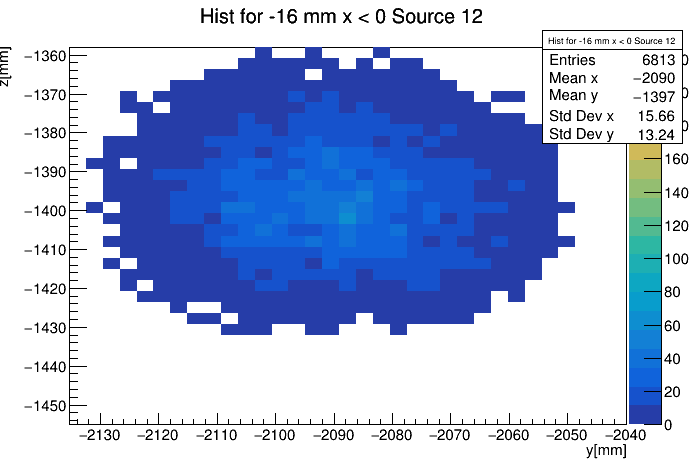 Hist for -16 mm x < 0 Source 12
z[mm]
Hist for -16 mm x < 0 Source 12
Entries 6813
Mean x −2090
Mean y −1397
Std Dev x 15.66
Std Dev y 13.24
−1360
−1370
−1380
−1390
−1400
−1410
−1420
−1430
−1440
−1450
160
140
120
100
80
60
40
20
0
−2130 −2120 −2110 −2100 −2090 −2080 −2070 −2060 −2050 −2040
y[mm]